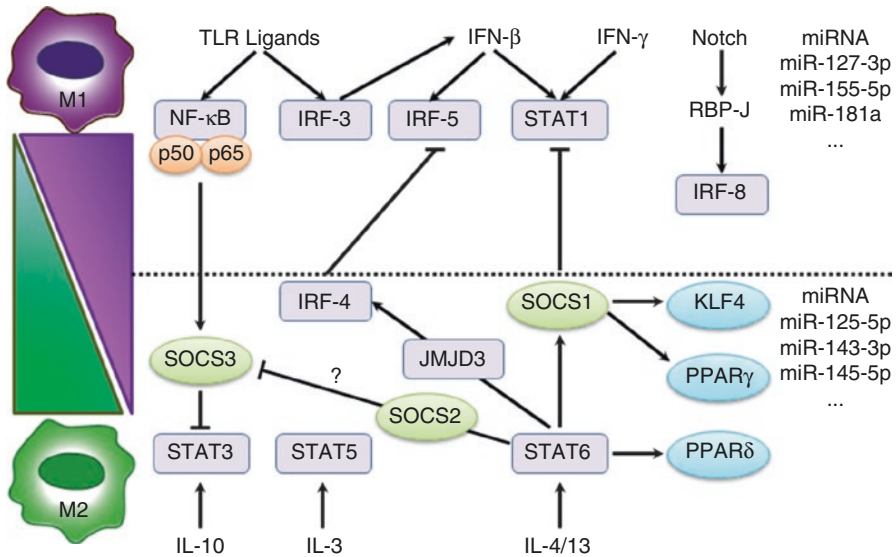 TLR Ligands
IFN-β
IFN-γ
Notch
miRNA
miR-127-3p
miR-155-5p
miR-181a
...
M1
NF-κB
p50
p65
IRF-3
IRF-5
STAT1
RBP-J
IRF-8
IRF-4
SOCS1
KLF4
miRNA
miR-125-5p
miR-143-3p
miR-145-5p
...
SOCS3
?
JMJD3
PPARγ
SOCS2
M2
STAT3
STAT5
STAT6
PPARδ
IL-10
IL-3
IL-4/13